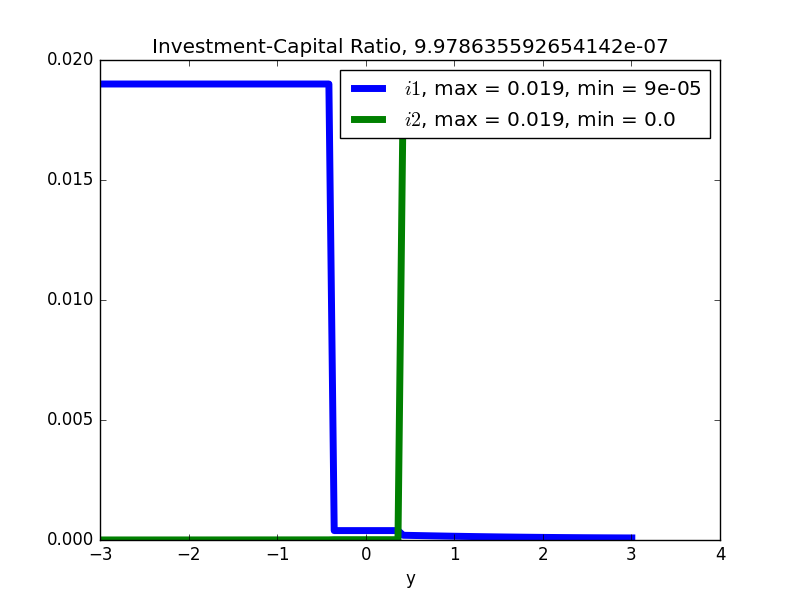 Investment-Capital Ratio, 9.978635592654142e-07
i1, max = 0.019, min = 9e-05
i2, max = 0.019, min = 0.0
0.020
0.015
0.010
0.005
0.000
−3 −2 −1 0 1 2 3 4
y